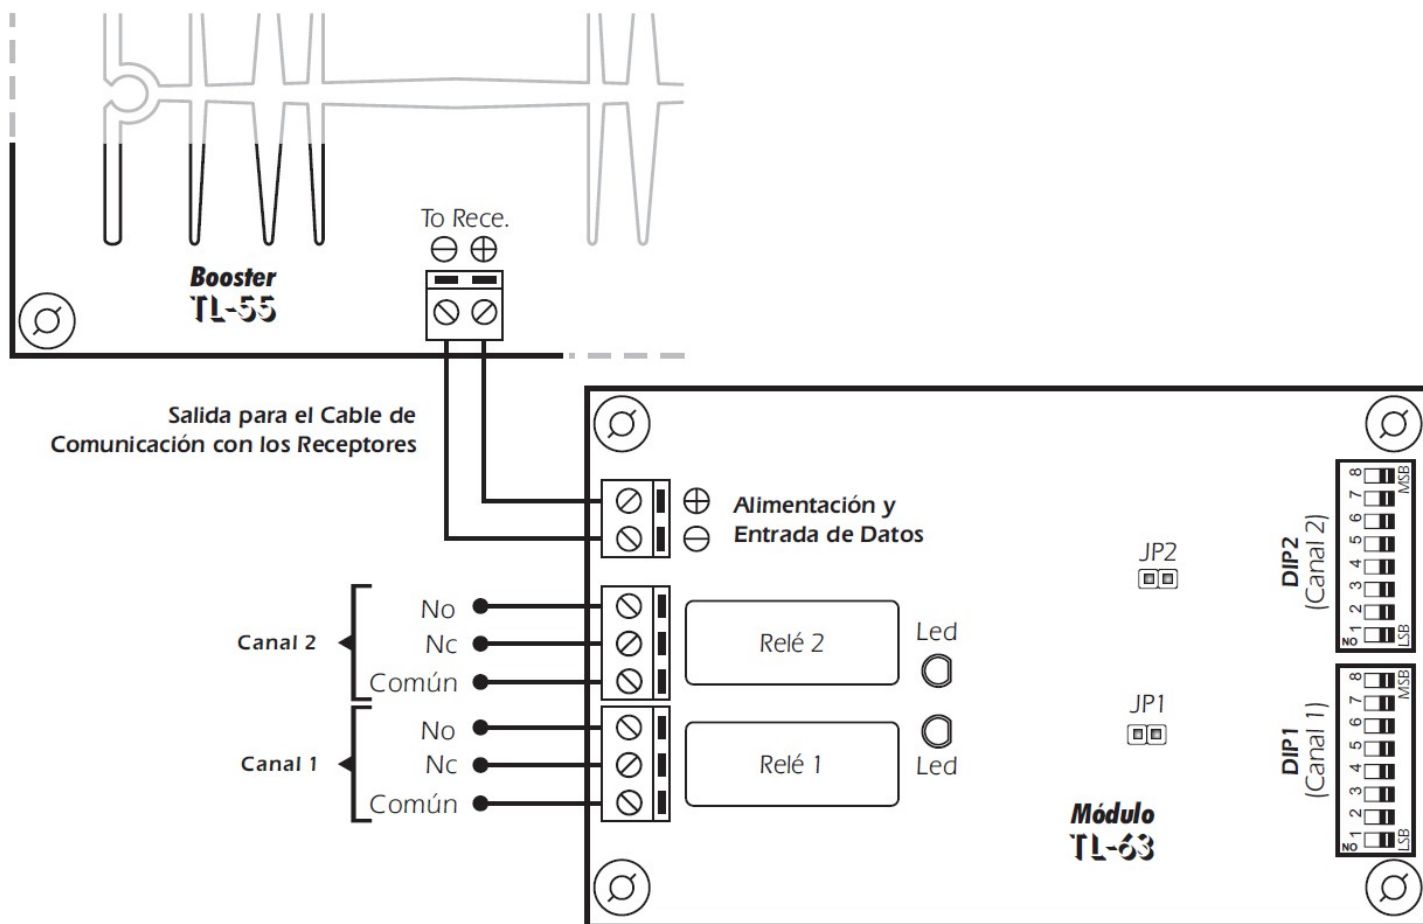 To Rece.
⊖ ⊕
Booster
TL-55
Salida para el Cable de
Comunicación con los Receptores
⊕ Alimentación y
⊖ Entrada de Datos
Canal 2
No
Nc
Común
Canal 1
No
Nc
Común
Relé 2
Relé 1
Led
Led
JP2
JP1
Módulo
TL-63
DIP2
(Canal 2)
8 MSB
7
6
5
4
3
2
1 LSB
NO
DIP1
(Canal 1)
8 MSB
7
6
5
4
3
2
1 LSB
NO